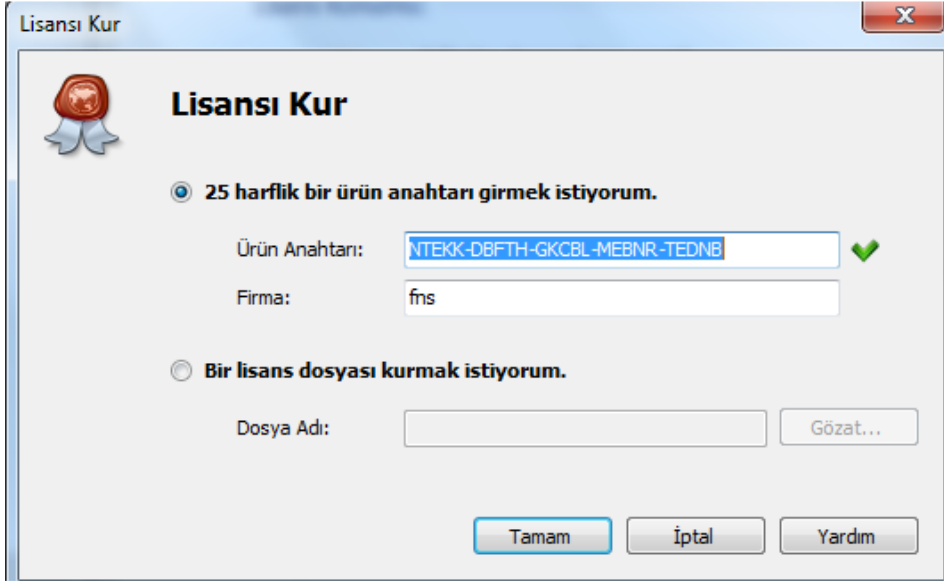 Lisansı Kur
Lisansı Kur
25 harflik bir ürün anahtarı girmek istiyorum.
Ürün Anahtarı: NTEKK-DBFTH-GKCBL-MEBNR-TEDNB
Firma: fns
Bir lisans dosyası kurmak istiyorum.
Dosya Adı: Gözat...
Tamam İptal Yardım